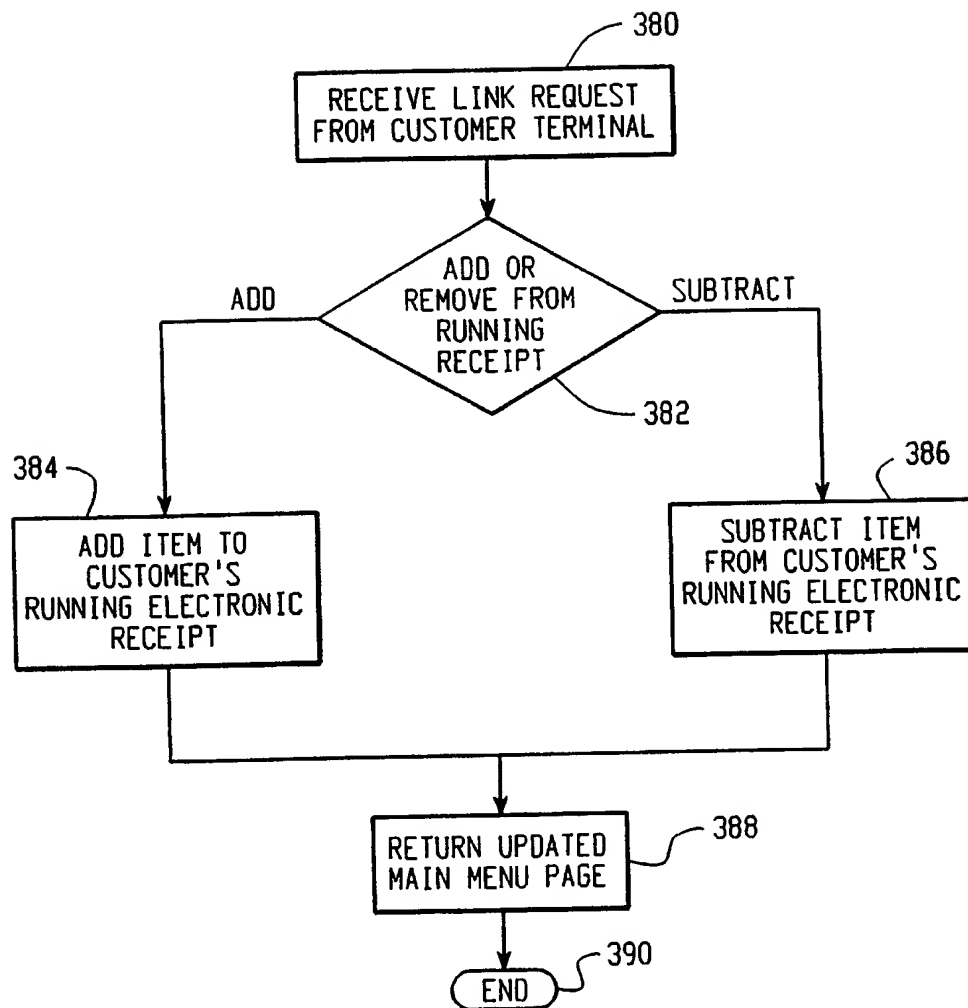 380
RECEIVE LINK REQUEST
FROM CUSTOMER TERMINAL
ADD OR
REMOVE FROM
RUNNING
RECEIPT
ADD
SUBTRACT
382
384
ADD ITEM TO
CUSTOMER'S
RUNNING ELECTRONIC
RECEIPT
386
SUBTRACT ITEM
FROM CUSTOMER'S
RUNNING ELECTRONIC
RECEIPT
RETURN UPDATED
MAIN MENU PAGE
388
END
390